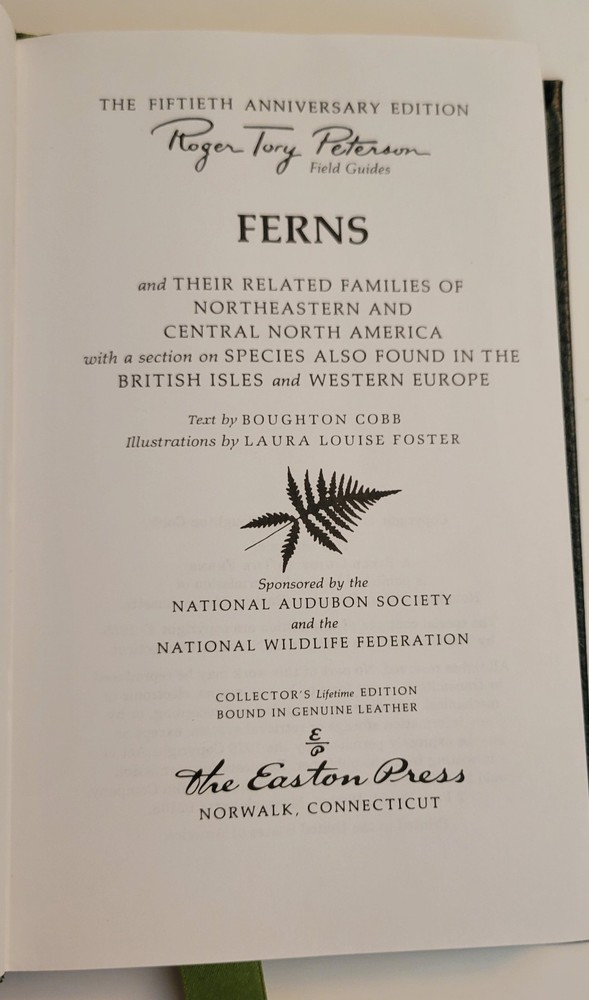 THE FIFTIETH ANNIVERSARY EDITION
Roger Tory Peterson
Field Guides
FERNS
and THEIR RELATED FAMILIES OF
NORTHEASTERN AND
CENTRAL NORTH AMERICA
with a section on SPECIES ALSO FOUND IN THE
BRITISH ISLES and WESTERN EUROPE
Text by BOUGHTON COBB
Illustrations by LAURA LOUISE FOSTER
Sponsored by the
NATIONAL AUDUBON SOCIETY
and the
NATIONAL WILDLIFE FEDERATION
COLLECTOR'S Lifetime EDITION
BOUND IN GENUINE LEATHER
E
P
The Easton Press
NORWALK, CONNECTICUT